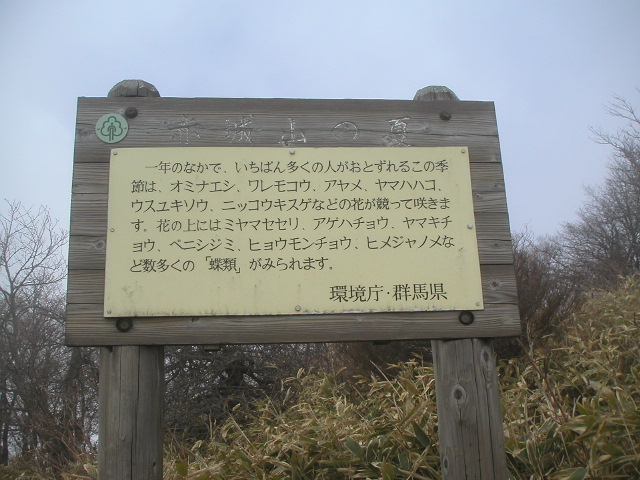 赤城山の夏
一年のなかで、いちばん多くの人がおとずれるこの季
節は、オミナエシ、ワレモコウ、アヤメ、ヤマハハコ、
ウスユキソウ、ニッコウキスゲなどの花が競って咲きま
す。花の上にはミヤマセセリ、アゲハチョウ、ヤマキチ
ョウ、ベニシジミ、ヒョウモンチョウ、ヒメジャノメな
ど数多くの「蝶類」がみられます。
環境庁・群馬県